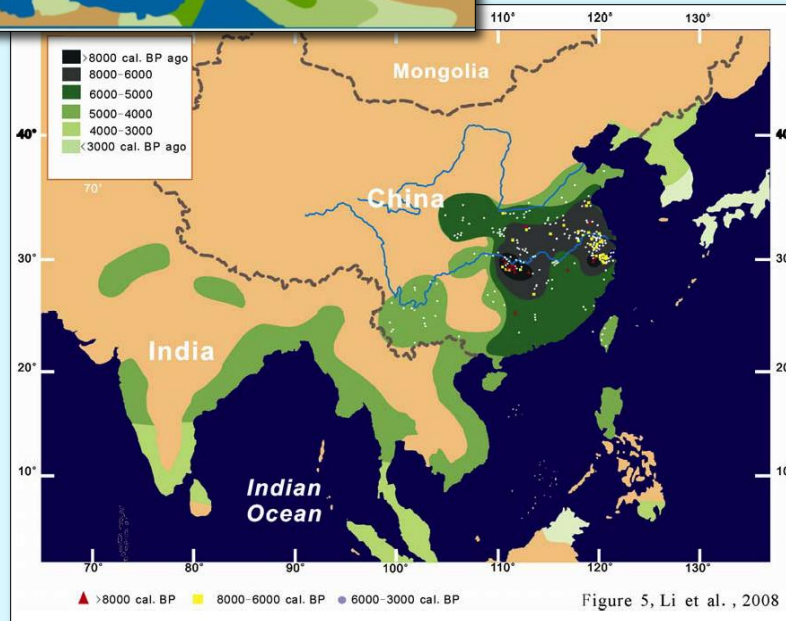 110° 120° 130°
>8000 cal. BP ago
8000-6000
6000-5000
5000-4000
4000-3000
<3000 cal. BP ago
Mongolia
40°
40
70°
China
30°
30
India
20°
20
10°
10
Indian
Ocean
70° 80° 90° 100° 110° 120° 130°
>8000 cal. BP 8000-6000 cal. BP 6000-3000 cal. BP
Figure 5, Li et al. , 2008